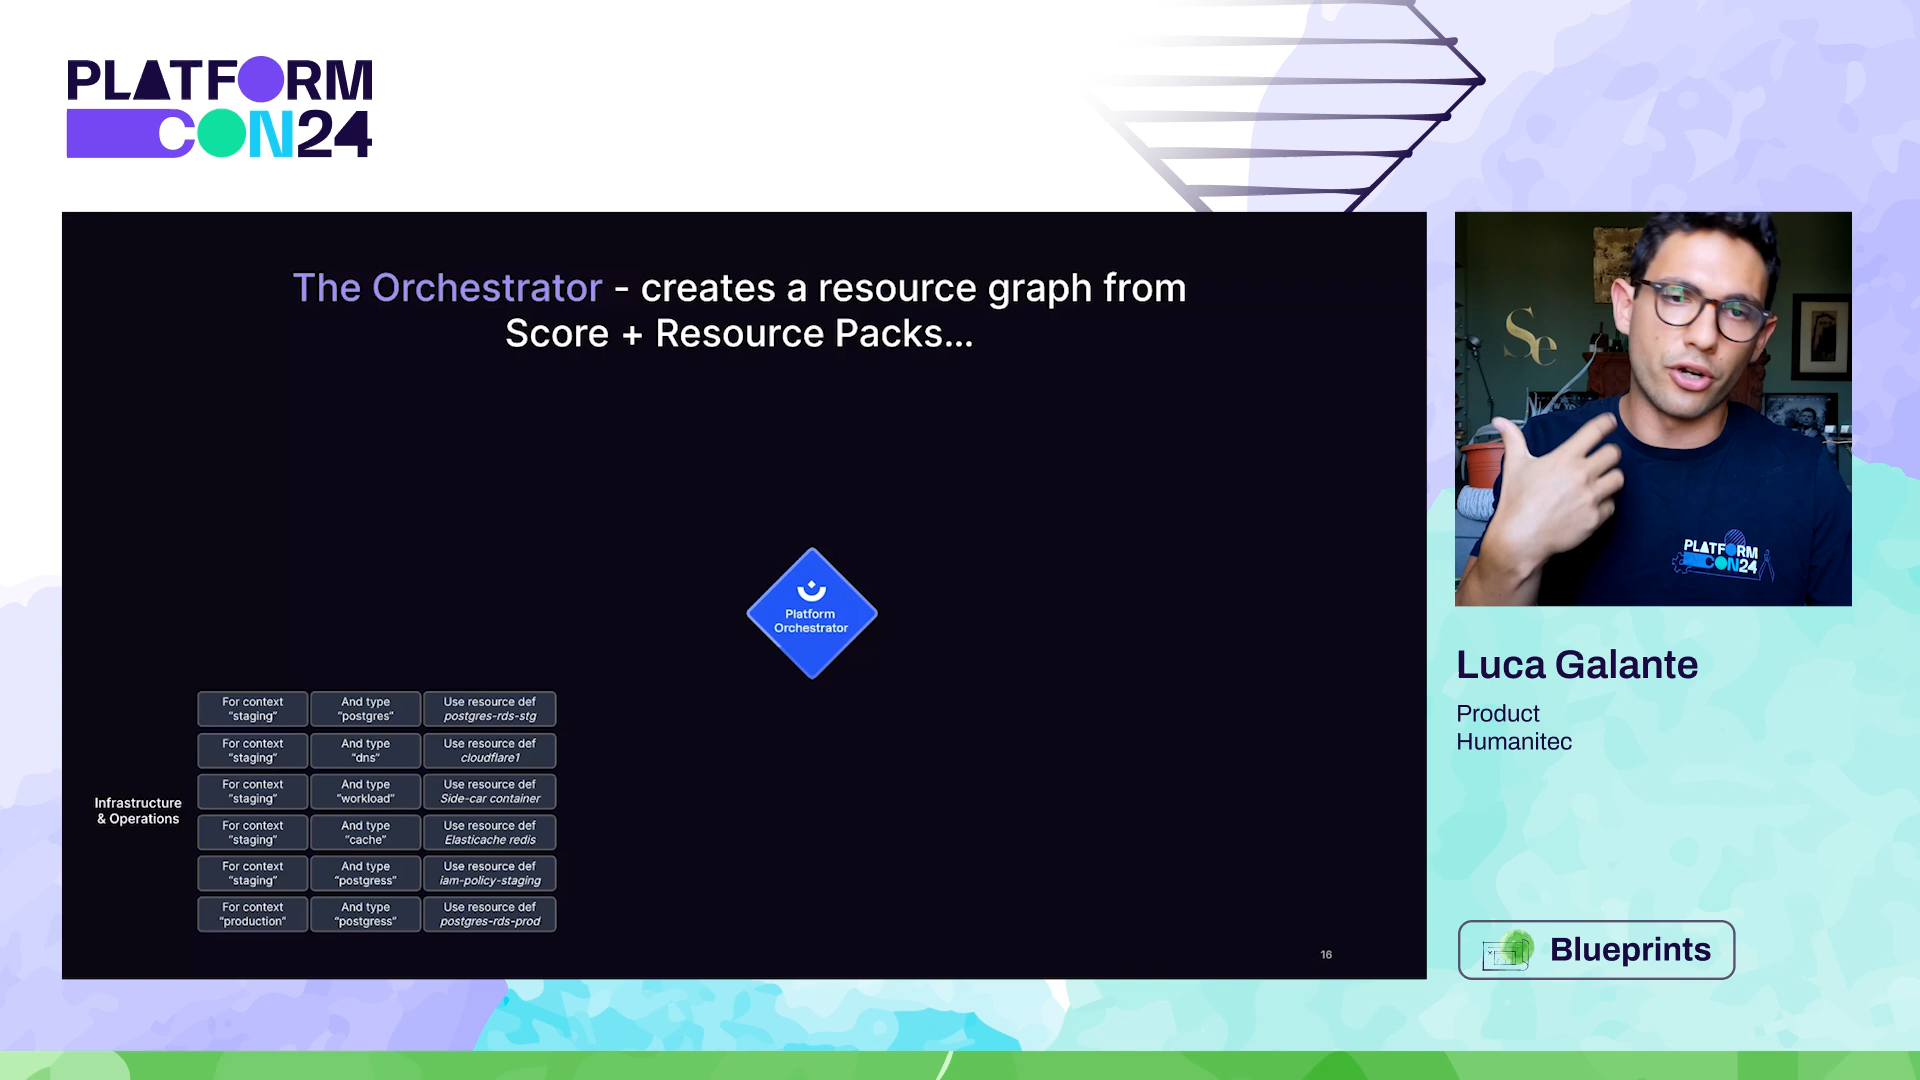 PLATFORM
CON24
The Orchestrator - creates a resource graph from
Score + Resource Packs...
Platform
Orchestrator
Infrastructure
& Operations
For context
"staging"
And type
"postgres"
Use resource def
postgres-rds-stg
For context
"staging"
And type
"dns"
Use resource def
cloudflare1
For context
"staging"
And type
"workload"
Use resource def
Side-car container
For context
"staging"
And type
"cache"
Use resource def
Elasticache redis
For context
"staging"
And type
"postgress"
Use resource def
iam-policy-staging
For context
"production"
And type
"postgress"
Use resource def
postgres-rds-prod
16
Se
PLATFORM
CON24
Luca Galante
Product
Humanitec
Blueprints